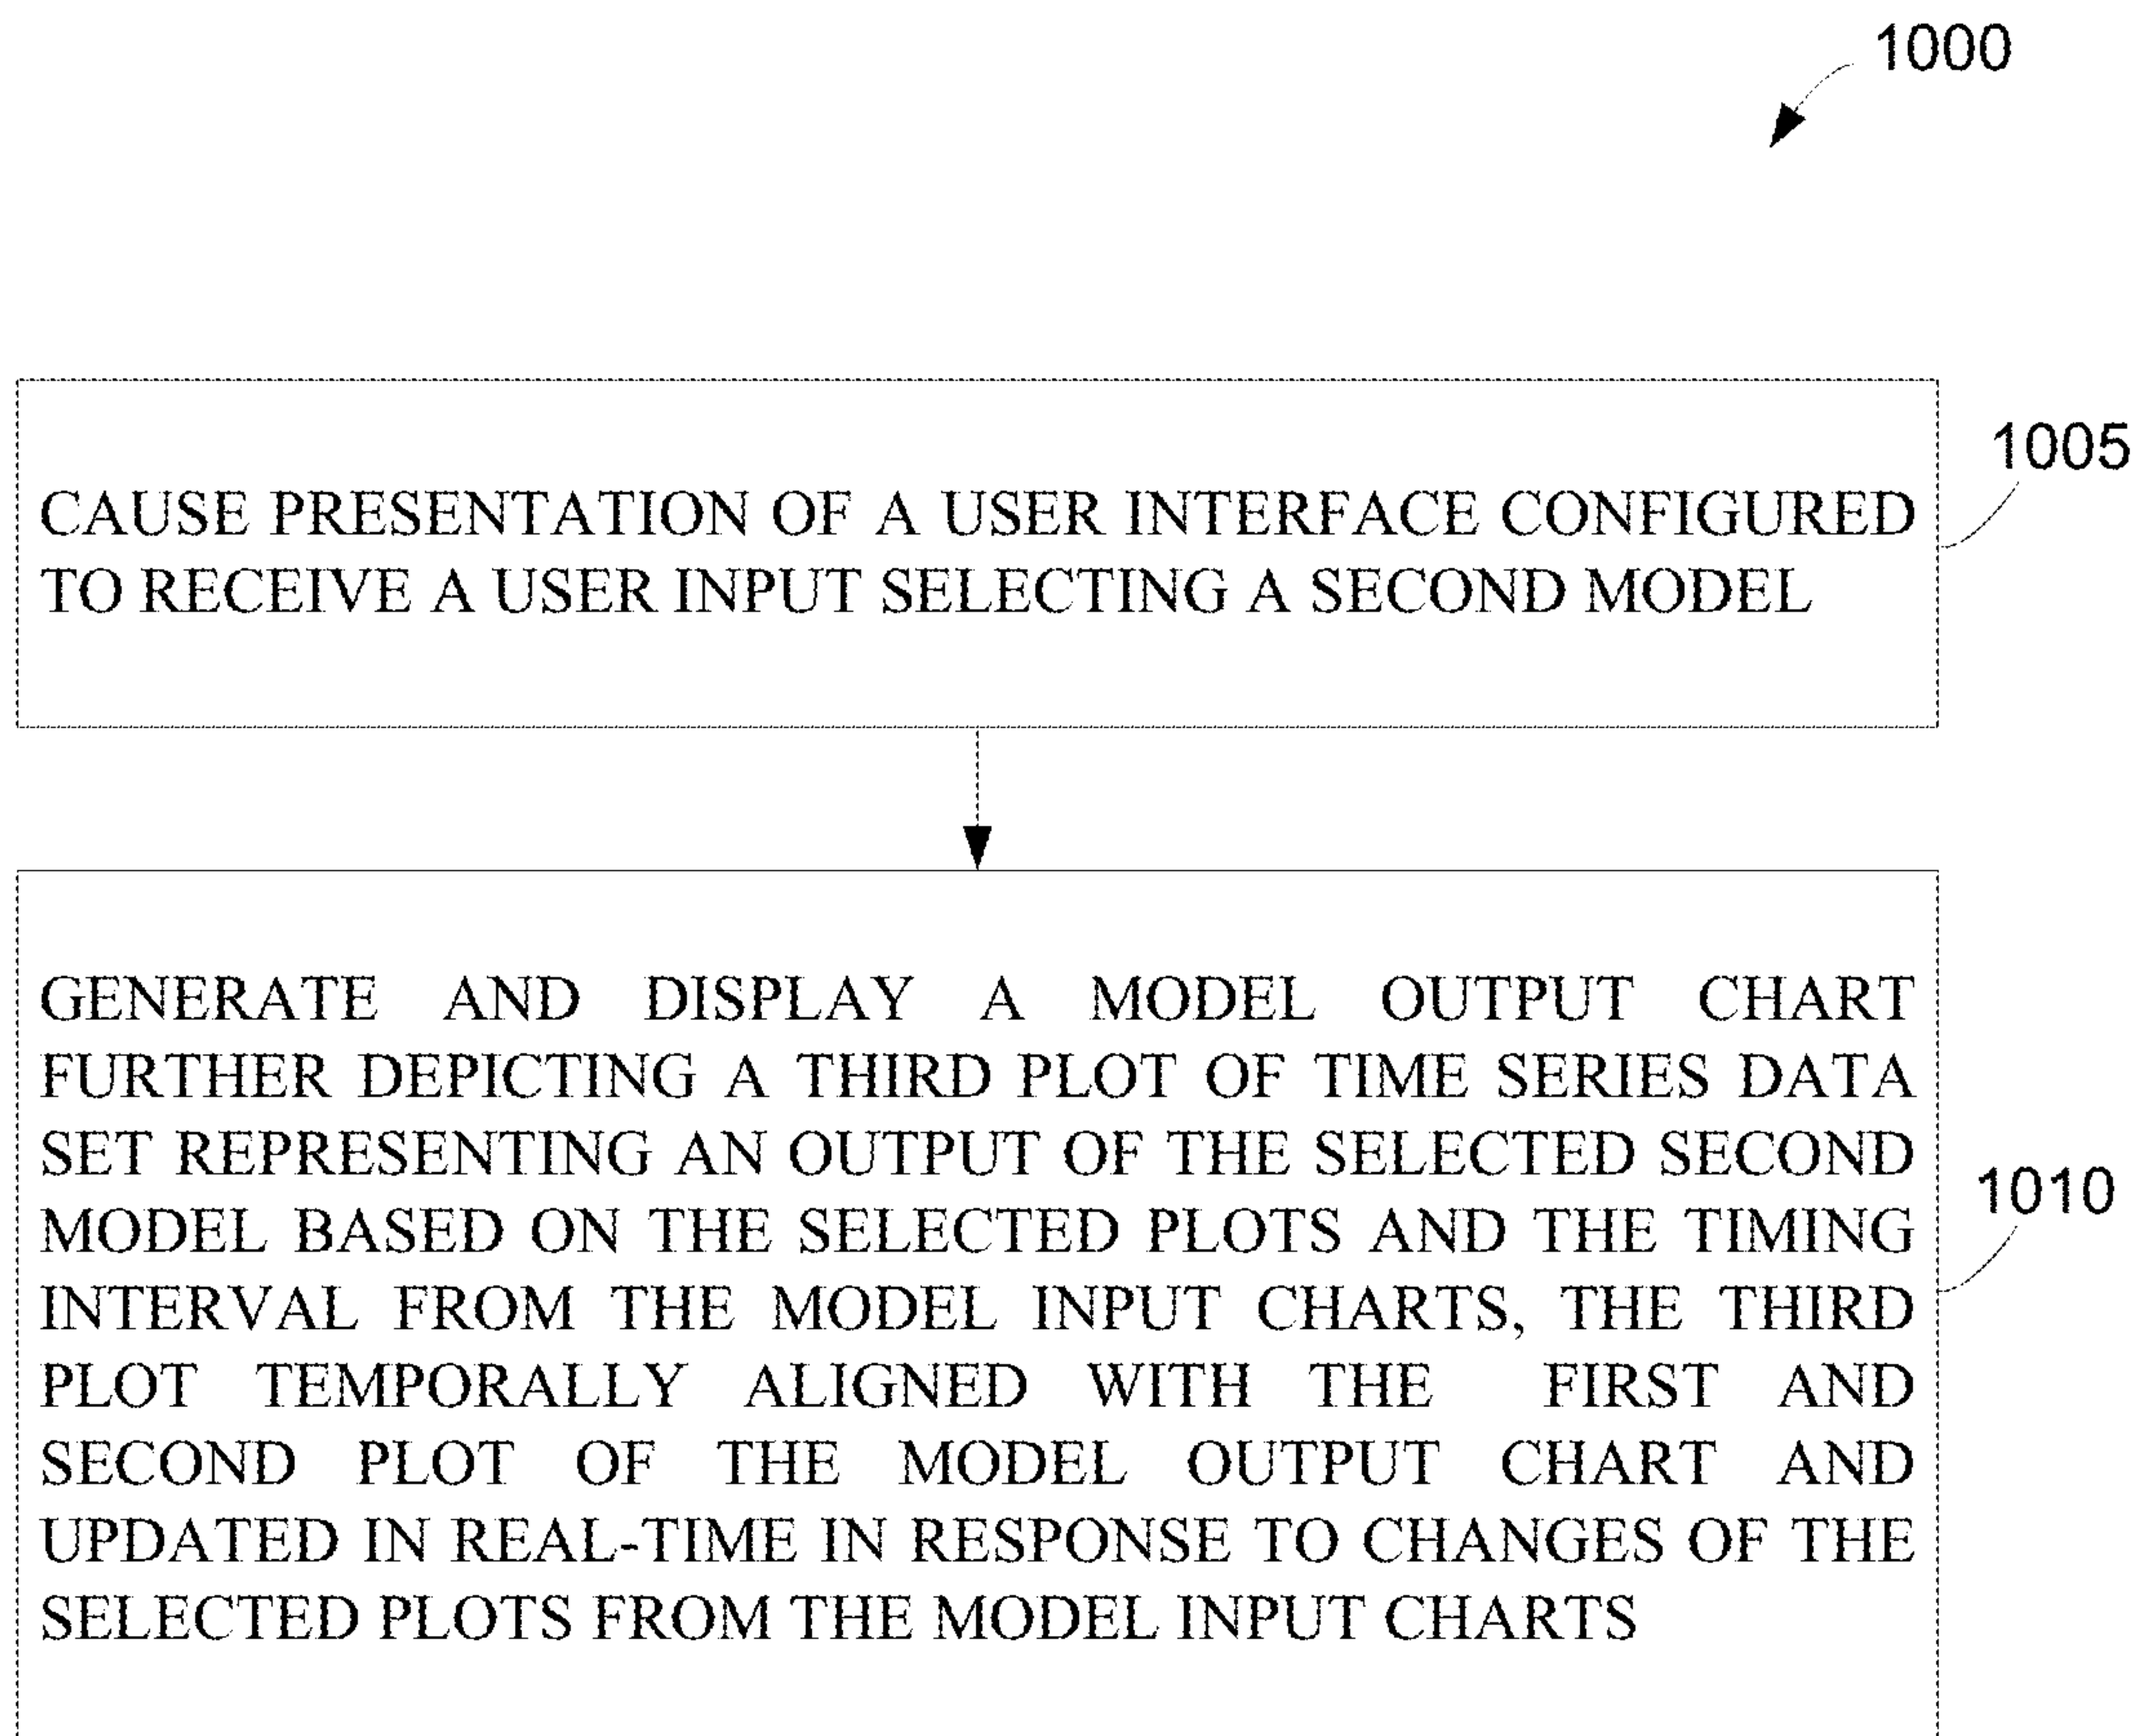 1000
1005
CAUSE PRESENTATION OF A USER INTERFACE CONFIGURED
TO RECEIVE A USER INPUT SELECTING A SECOND MODEL
GENERATE AND DISPLAY A MODEL OUTPUT CHART
FURTHER DEPICTING A THIRD PLOT OF TIME SERIES DATA
SET REPRESENTING AN OUTPUT OF THE SELECTED SECOND
MODEL BASED ON THE SELECTED PLOTS AND THE TIMING
INTERVAL FROM THE MODEL INPUT CHARTS, THE THIRD
PLOT TEMPORALLY ALIGNED WITH THE FIRST AND
SECOND PLOT OF THE MODEL OUTPUT CHART AND
UPDATED IN REAL-TIME IN RESPONSE TO CHANGES OF THE
SELECTED PLOTS FROM THE MODEL INPUT CHARTS
1010